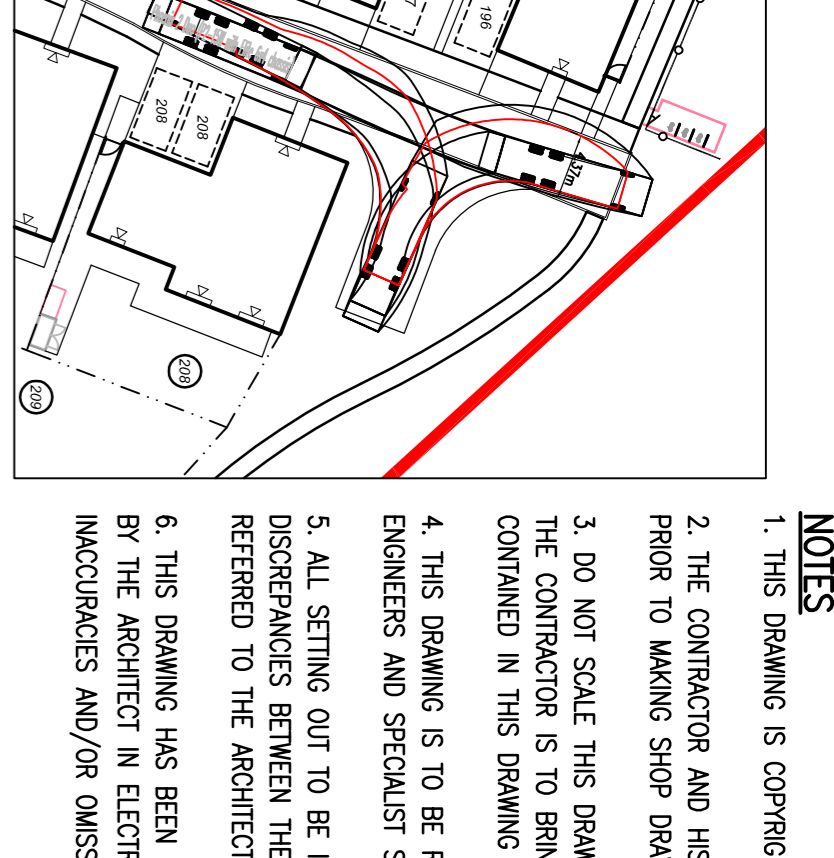 196
208
208
4.37m
208
209
NOTES
1. THIS DRAWING IS COPYRIG
2. THE CONTRACTOR AND HIS
PRIOR TO MAKING SHOP DRA
3. DO NOT SCALE THIS DRAW
THE CONTRACTOR IS TO BRIN
CONTAINED IN THIS DRAWING
4. THIS DRAWING IS TO BE R
ENGINEERS AND SPECIALIST S
5. ALL SETTING OUT TO BE I
DISCREPANCIES BETWEEN THE
REFERRED TO THE ARCHITECT
6. THIS DRAWING HAS BEEN
BY THE ARCHITECT IN ELECTR
INACCURACIES AND/OR OMISS